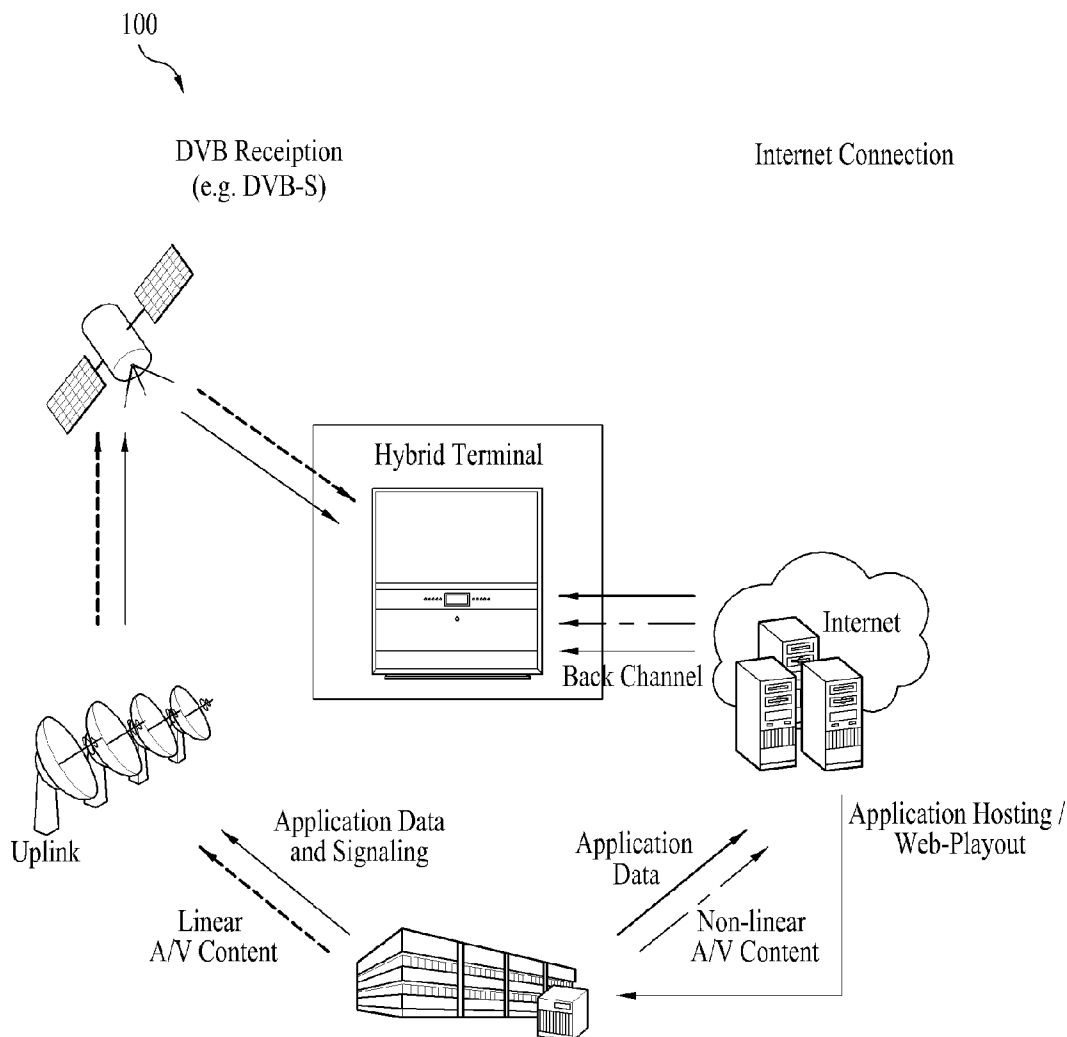 100
DVB Receiption
(e.g. DVB-S)
Internet Connection
Hybrid Terminal
Internet
Back Channel
Application Hosting /
Web-Playout
Uplink
Application Data
and Signaling
Application
Data
Linear
A/V Content
Non-linear
A/V Content